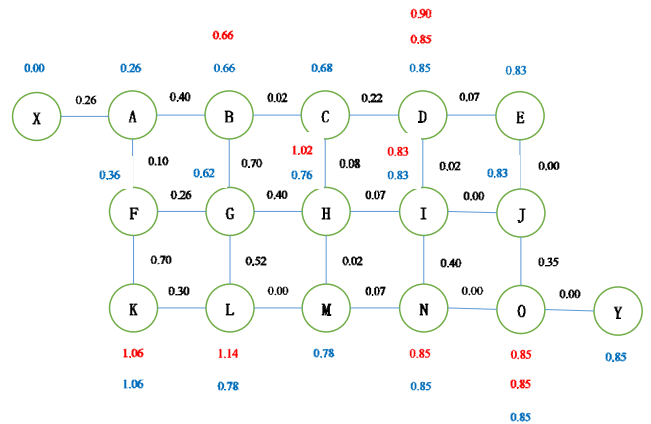 0.90
0.66 0.85
0.00 0.26 0.66 0.68 0.85 0.83
0.26 0.40 0.02 0.22 0.07
X A B C D E
1.02 0.83
0.10 0.70 0.08 0.02 0.00
0.36 0.62 0.76 0.83 0.83
0.26 0.40 0.07 0.00
F G H I J
0.70 0.52 0.02 0.40 0.35
0.30 0.00 0.07 0.00 0.00
K L M N O Y
1.06 1.14 0.78 0.85 0.85 0.85
1.06 0.78 0.85 0.85
0.85